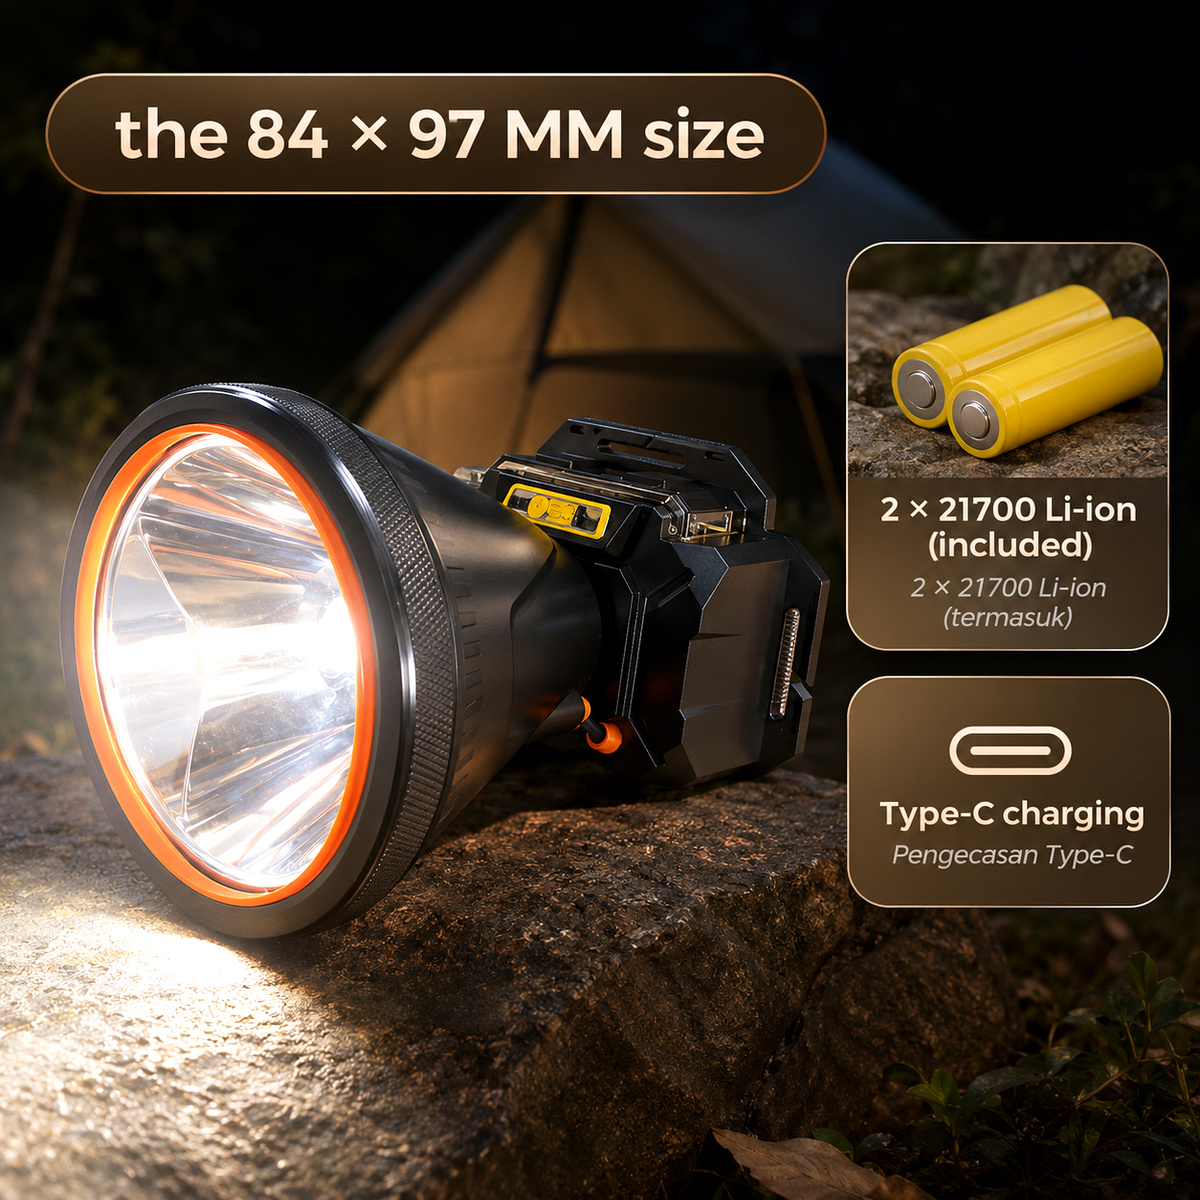 the 84 × 97 MM size
2 × 21700 Li-ion
(included)
2 × 21700 Li-ion
(termasuk)
Type-C charging
Pengecasan Type-C